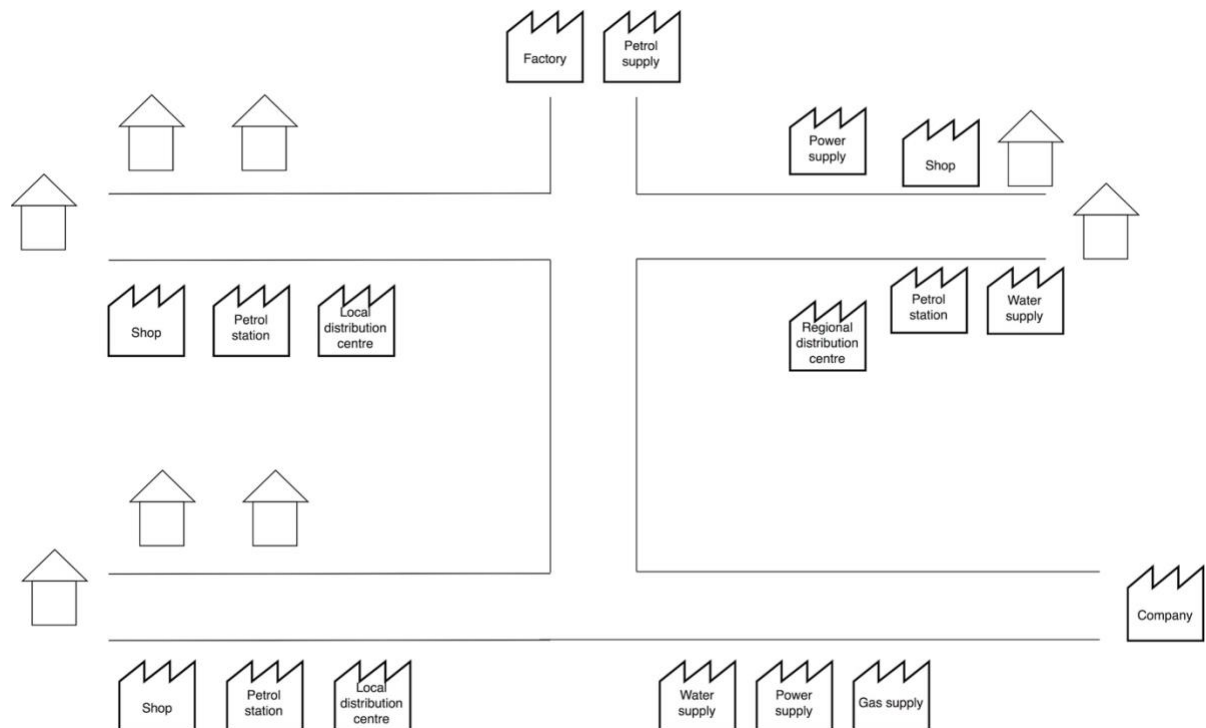 Factory
Petrol
supply
Power
supply
Shop
Shop
Petrol
station
Local
distribution
centre
Regional
distribution
centre
Petrol
station
Water
supply
Company
Shop
Petrol
station
Local
distribution
centre
Water
supply
Power
supply
Gas supply